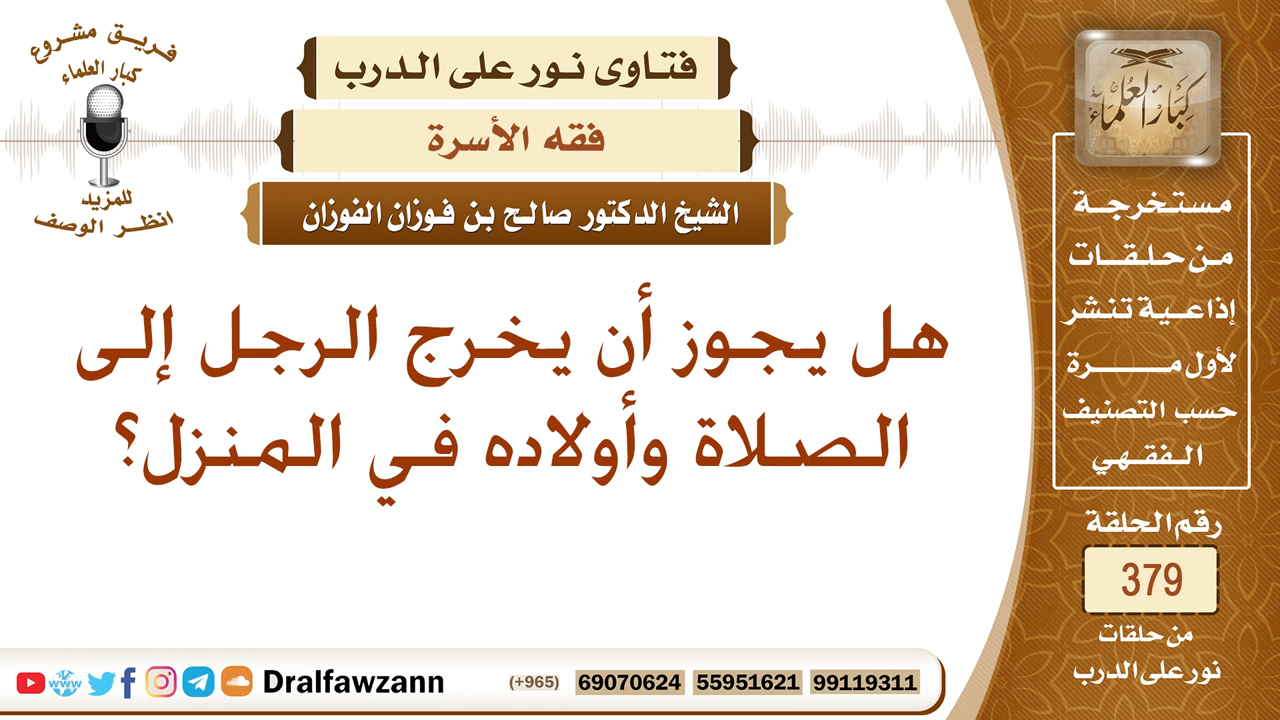 فريق مشروع
كبار العلماء
للمزيد
انظر الوصف
فتاوى نور على الدرب
فقه الأسرة
الشيخ الدكتور صالح بن فوزان الفوزان
هل يجوز أن يخرج الرجل إلى
الصلاة وأولاده في المنزل؟
كبار العلماء
مستخرجة
من حلقات
إذاعية تنشر
لأول مرة
حسب التصنيف
الفقهي
رقم الحلقة
379
من حلقات
نور على الدرب
www Dralfawzann (+965) 69070624 55951621 99119311